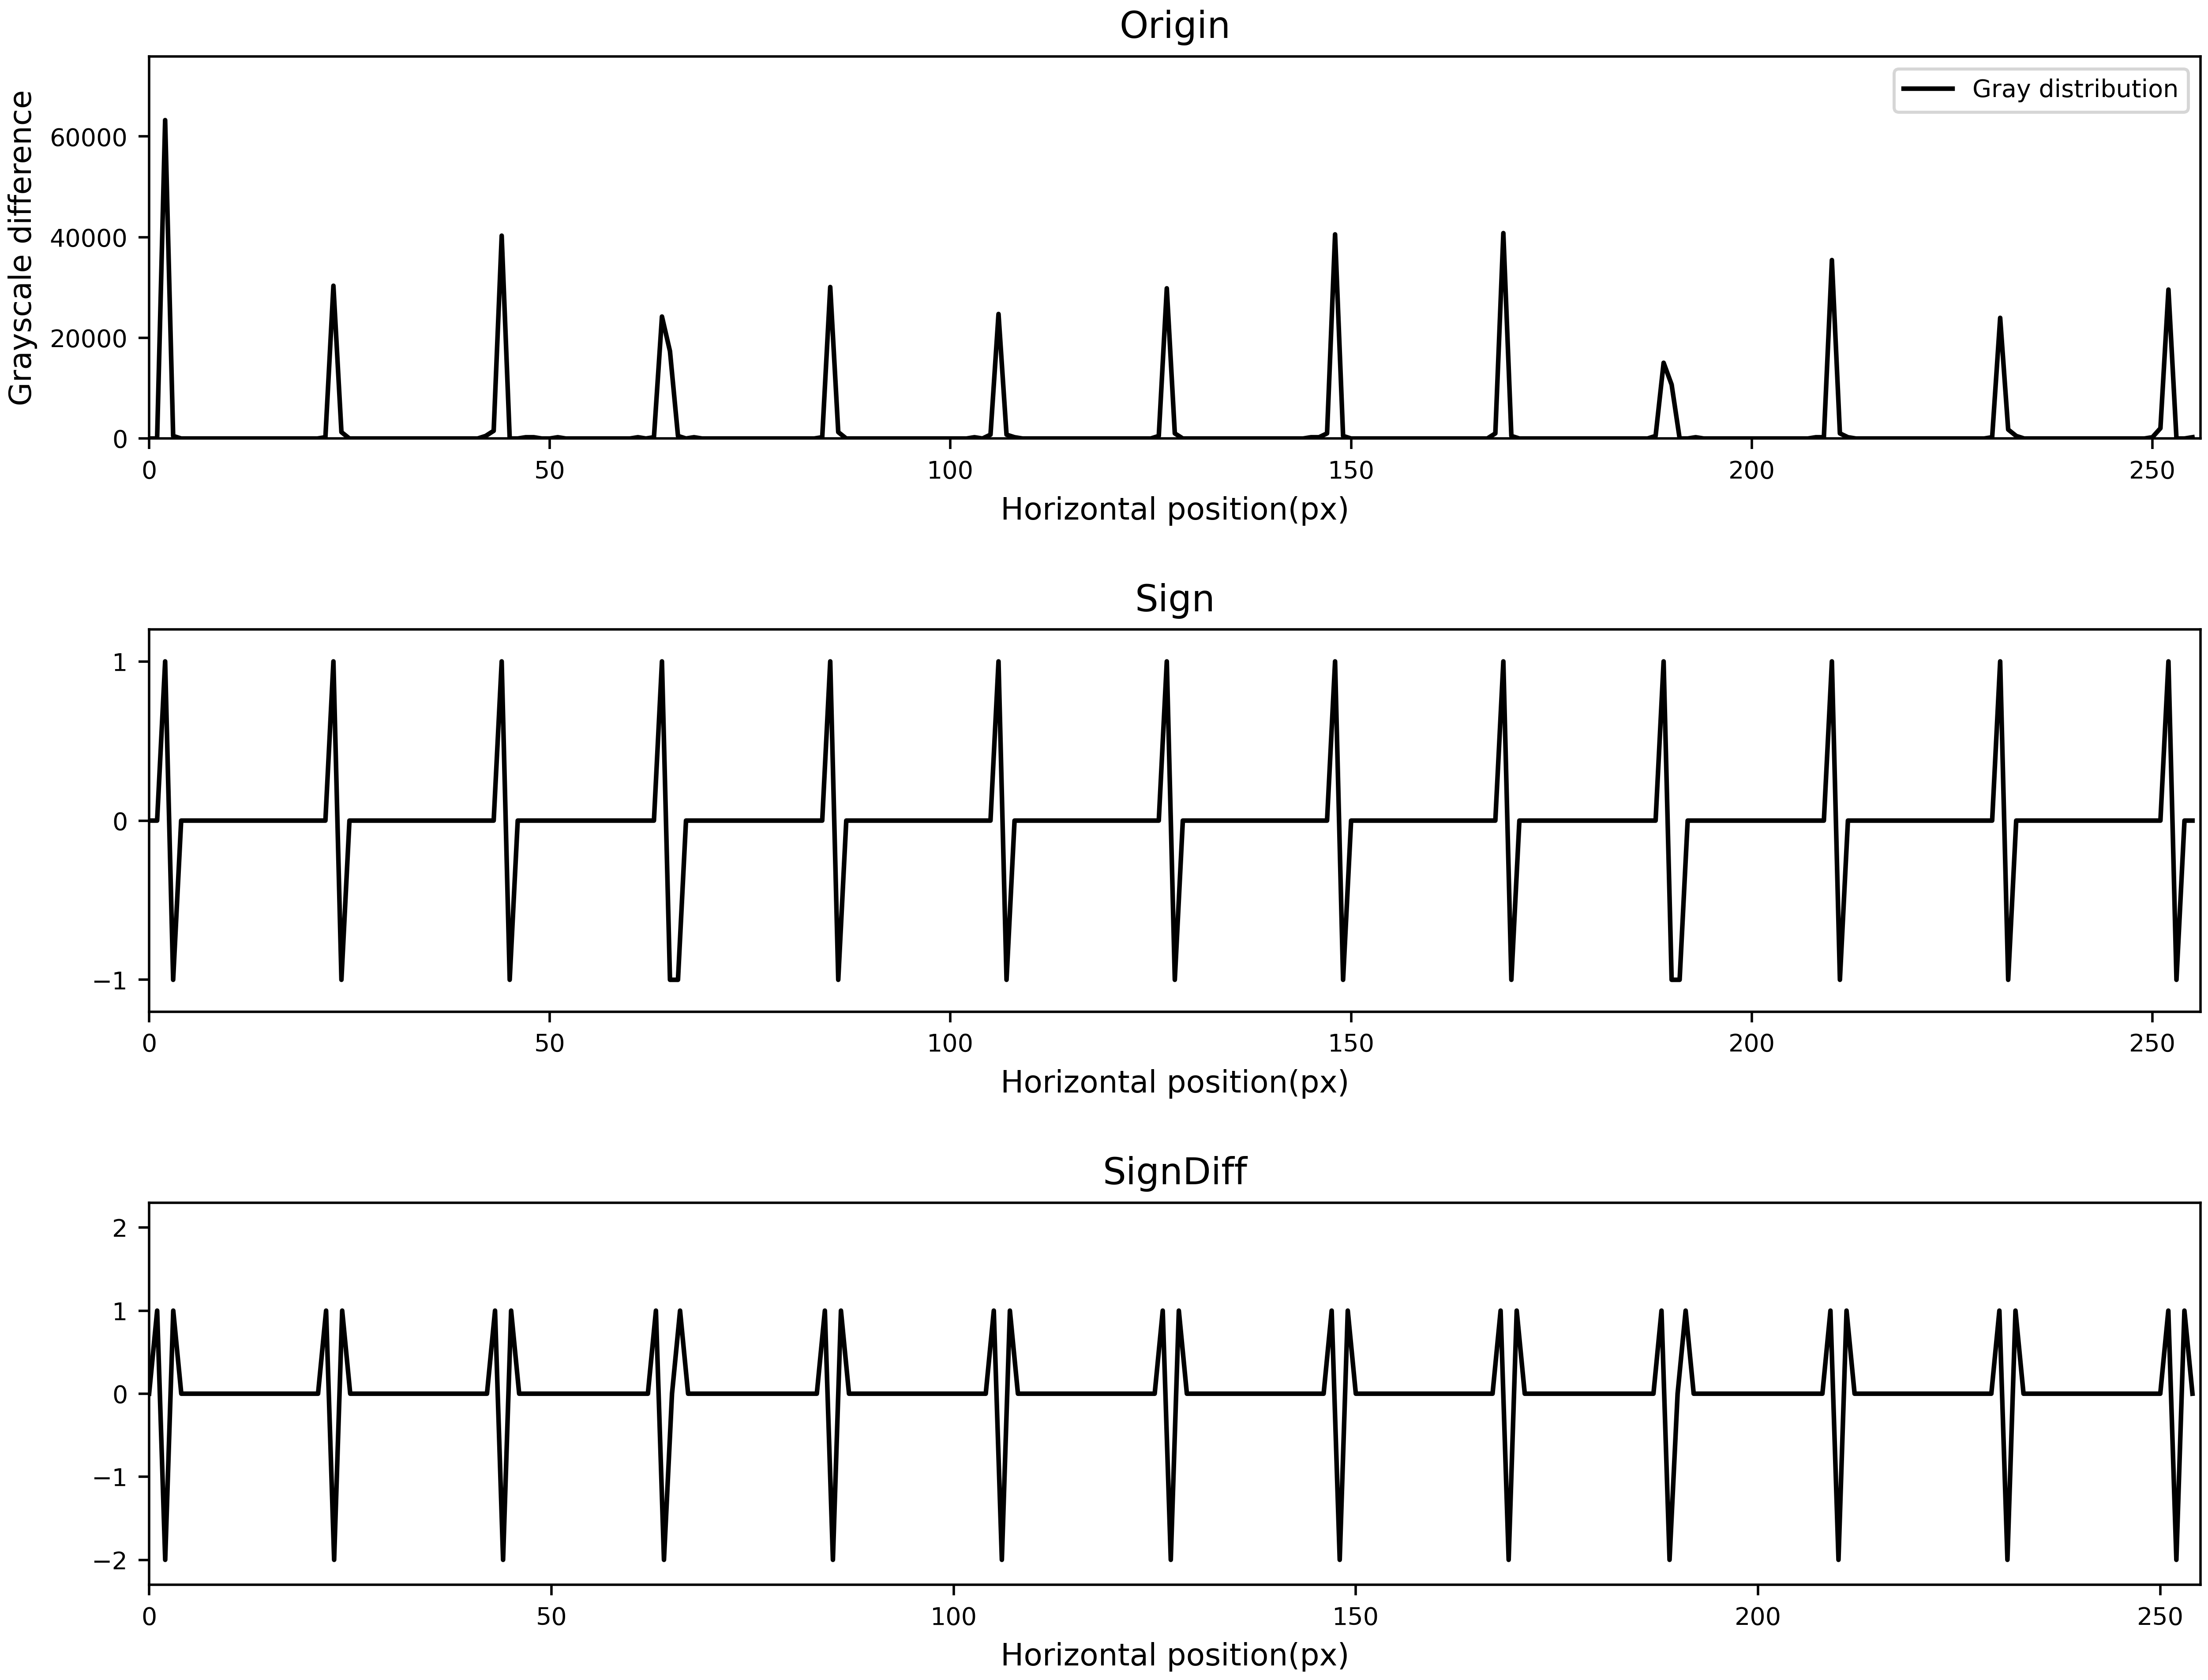 Origin
Grayscale difference
60000
40000
20000
0
Gray distribution
0 50 100 150 200 250
Horizontal position(px)
Sign
1
0
−1
0 50 100 150 200 250
Horizontal position(px)
SignDiff
2
1
0
−1
−2
0 50 100 150 200 250
Horizontal position(px)